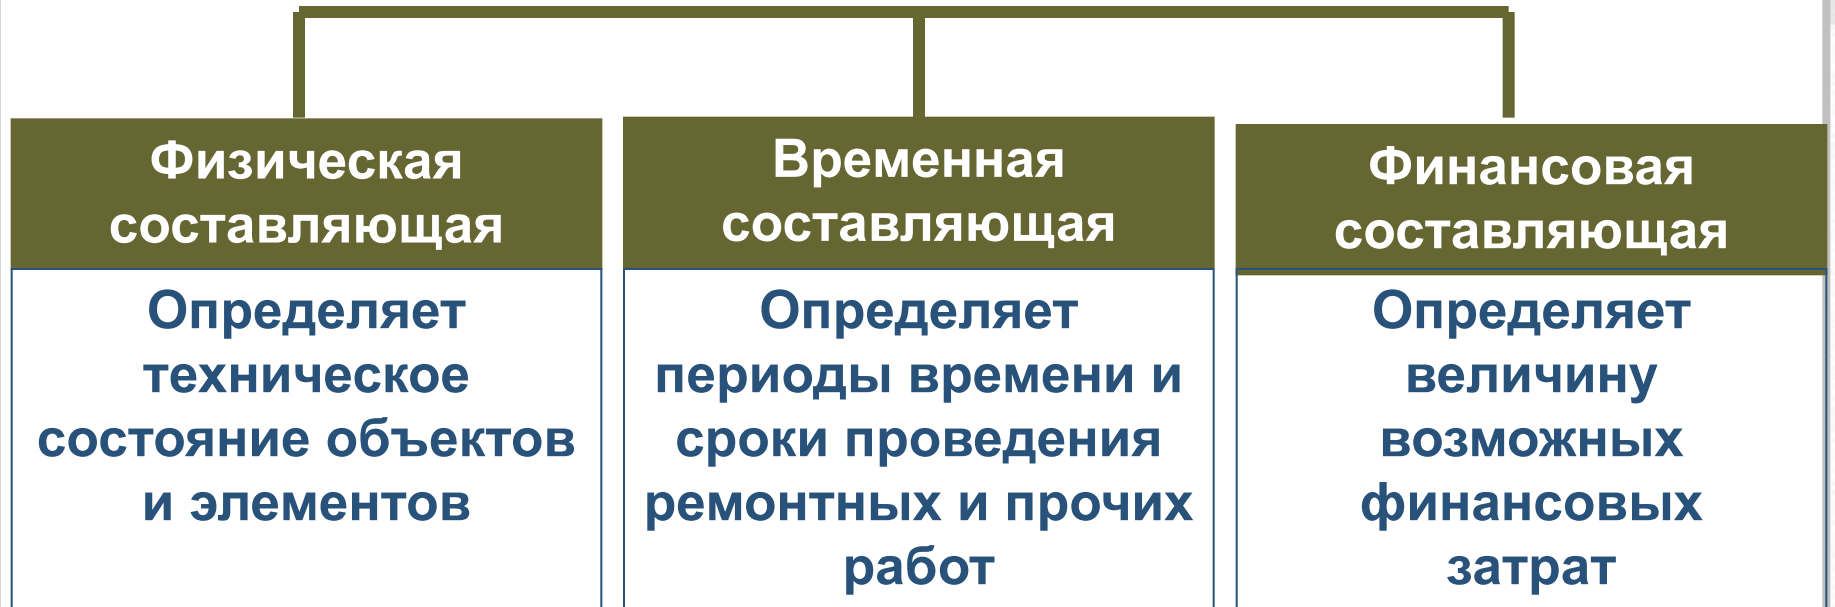 Физическая
составляющая
Определяет
техническое
состояние объектов
и элементов
Временная
составляющая
Определяет
периоды времени и
сроки проведения
ремонтных и прочих
работ
Финансовая
составляющая
Определяет
величину
возможных
финансовых
затрат